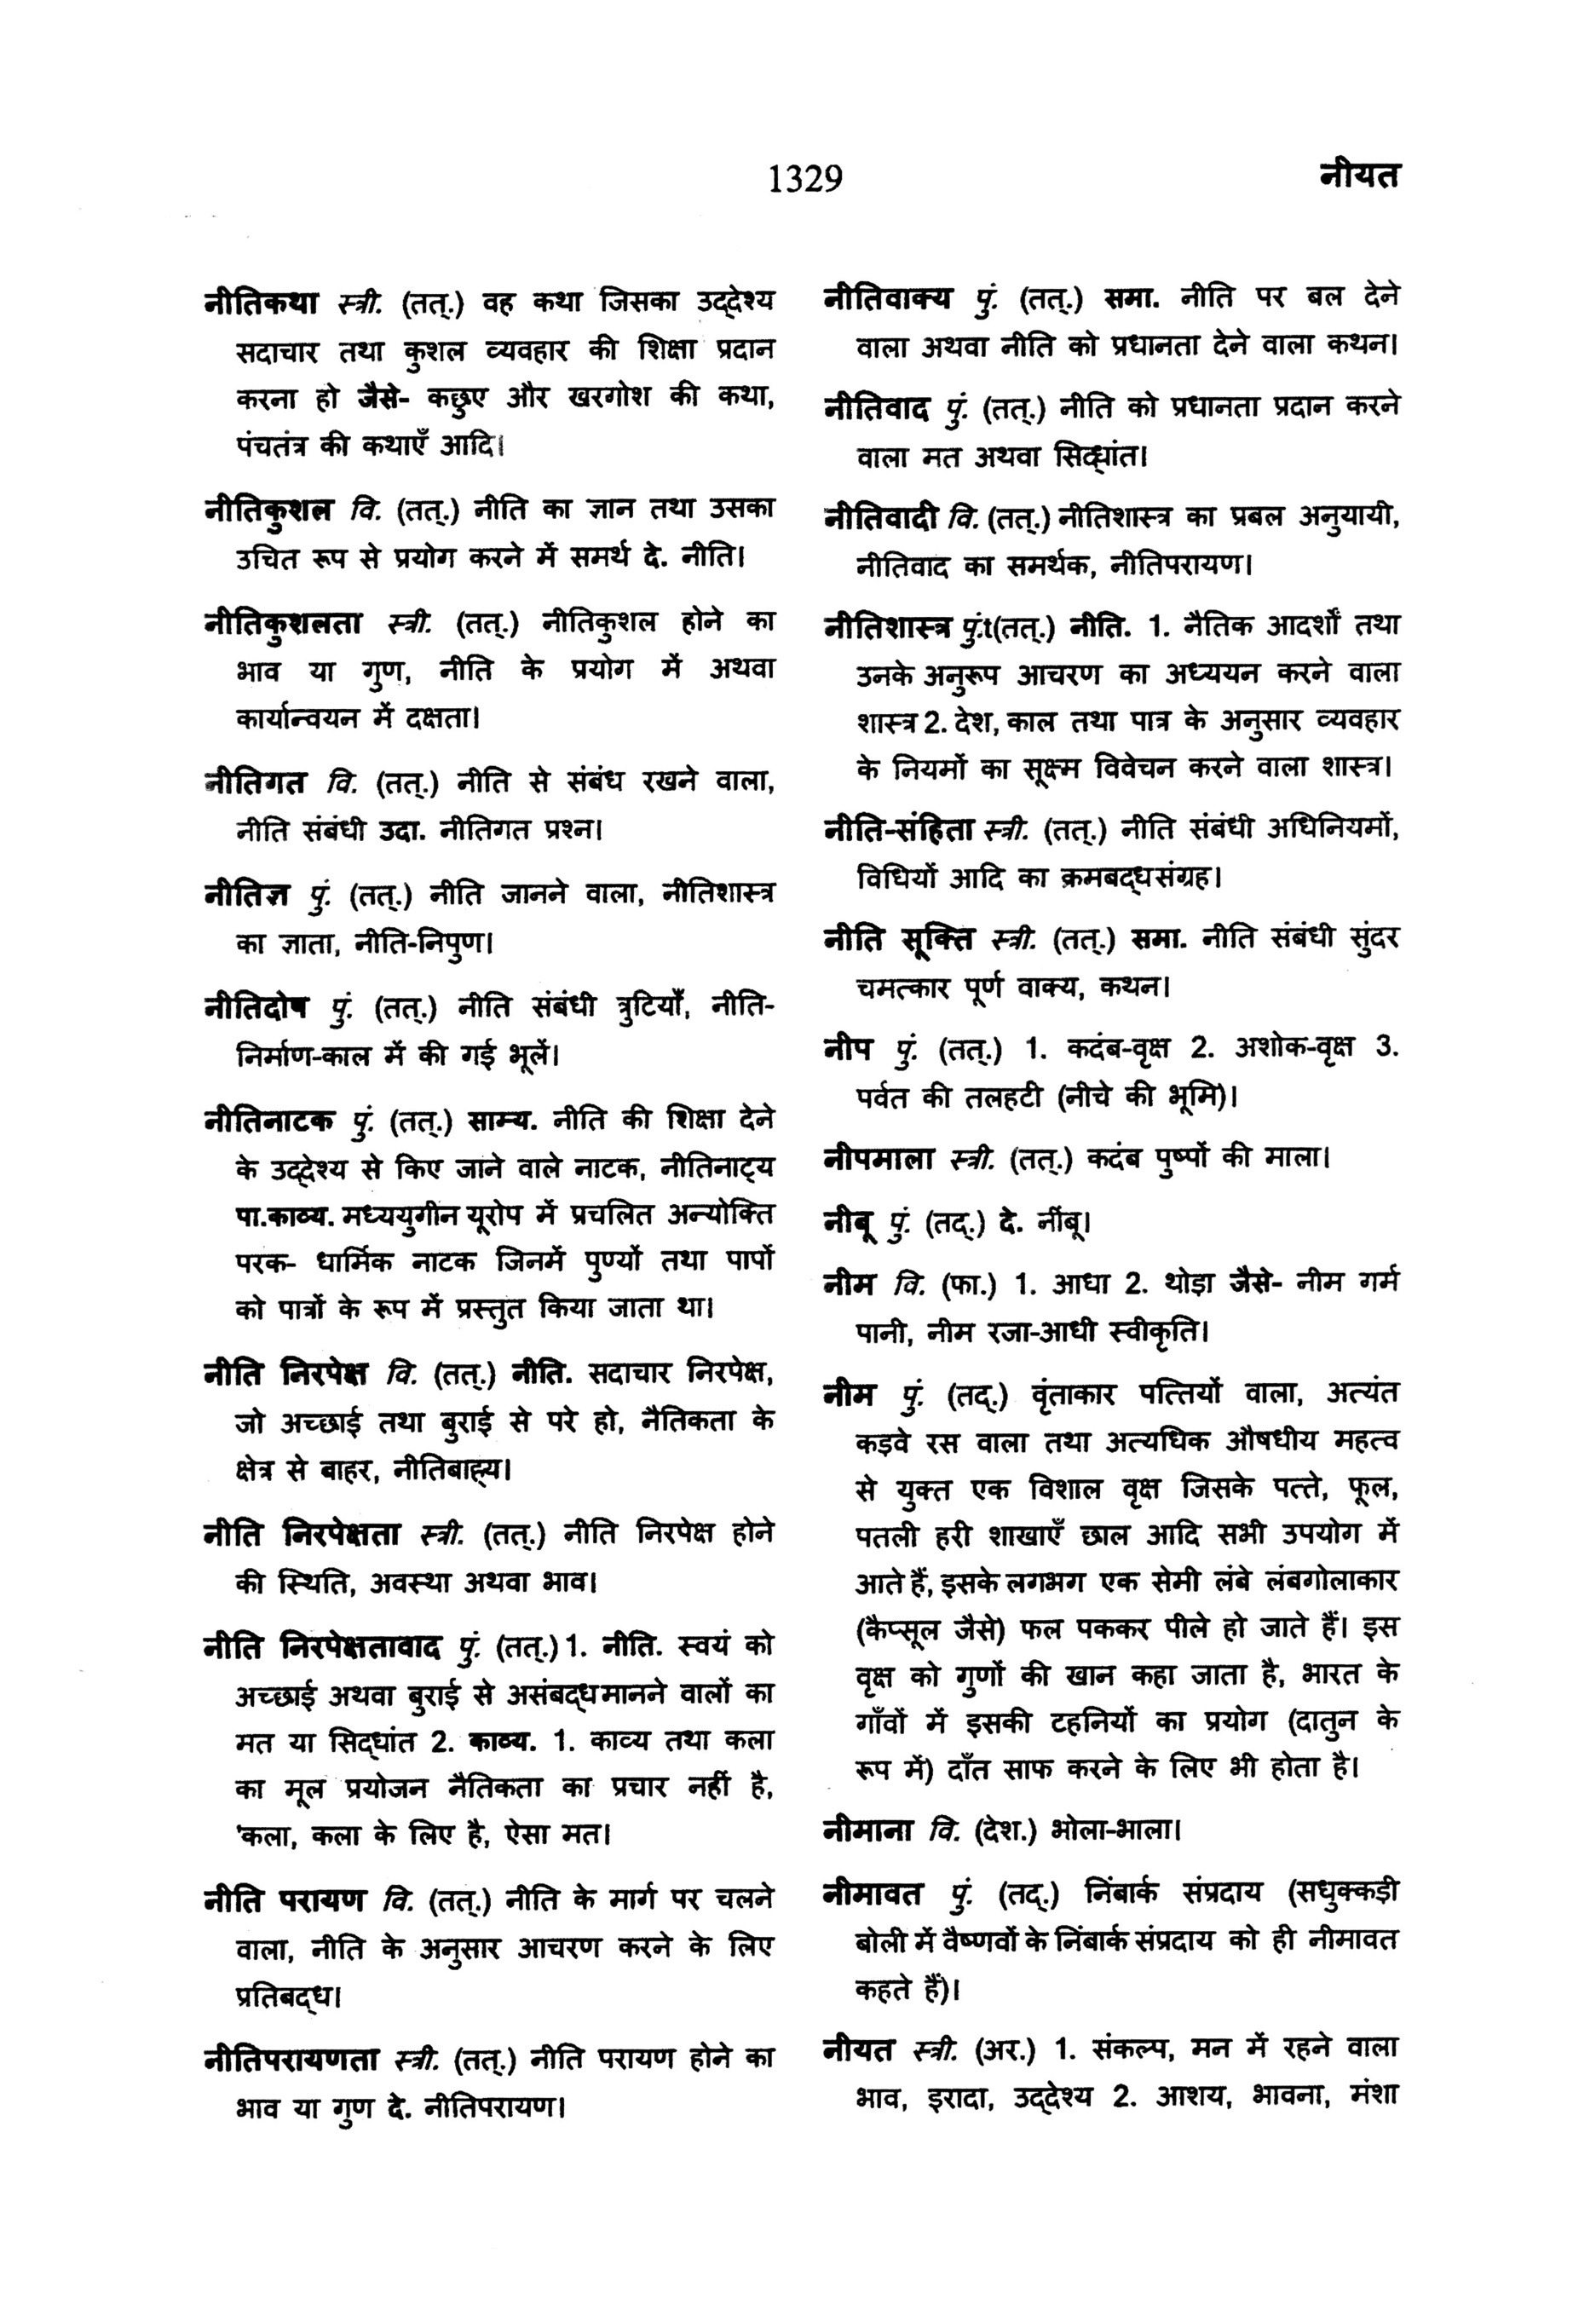 1329
नीयत
नीतिकथा स्त्री. (तत्.) वह कथा जिसका उद्देश्य
सदाचार तथा कुशल व्यवहार की शिक्षा प्रदान
करना हो जैसे- कछुए और खरगोश की कथा,
पंचतंत्र की कथाएँ आदि।
नीतिकुशल वि. (तत्.) नीति का ज्ञान तथा उसका
उचित रूप से प्रयोग करने में समर्थ दे. नीति।
नीतिकुशलता स्त्री. (तत्.) नीतिकुशल होने का
भाव या गुण, नीति के प्रयोग में अथवा
कार्यान्वयन में दक्षता।
नीतिगत वि. (तत्.) नीति से संबंध रखने वाला,
नीति संबंधी उदा. नीतिगत प्रश्न।
नीतिज्ञ पुं. (तत्.) नीति जानने वाला, नीतिशास्त्र
का ज्ञाता, नीति-निपुण।
नीतिदोष पुं. (तत्.) नीति संबंधी त्रुटियाँ, नीति-
निर्माण-काल में की गई भूलें।
नीतिनाटक पुं. (तत्.) साम्य. नीति की शिक्षा देने
के उद्देश्य से किए जाने वाले नाटक, नीतिनाट्य
पा.काव्य. मध्ययुगीन यूरोप में प्रचलित अन्योक्ति
परक- धार्मिक नाटक जिनमें पुण्यों तथा पापों
को पात्रों के रूप में प्रस्तुत किया जाता था।
नीति निरपेक्ष वि. (तत्.) नीति. सदाचार निरपेक्ष,
जो अच्छाई तथा बुराई से परे हो, नैतिकता के
क्षेत्र से बाहर, नीतिबाह्य।
नीति निरपेक्षता स्त्री. (तत्.) नीति निरपेक्ष होने
की स्थिति, अवस्था अथवा भाव।
नीति निरपेक्षतावाद पुं. (तत्.) 1. नीति. स्वयं को
अच्छाई अथवा बुराई से असंबद्ध मानने वालों का
मत या सिद्धांत 2. काव्य. 1. काव्य तथा कला
का मूल प्रयोजन नैतिकता का प्रचार नहीं है,
'कला, कला के लिए है, ऐसा मत।
नीति परायण वि. (तत्.) नीति के मार्ग पर चलने
वाला, नीति के अनुसार आचरण करने के लिए
प्रतिबद्ध।
नीतिपरायणता स्त्री. (तत्.) नीति परायण होने का
भाव या गुण दे. नीतिपरायण।
नीतिवाक्य पुं. (तत्.) समा. नीति पर बल देने
वाला अथवा नीति को प्रधानता देने वाला कथन।
नीतिवाद पुं. (तत्.) नीति को प्रधानता प्रदान करने
वाला मत अथवा सिद्धांत।
नीतिवादी वि. (तत्.) नीतिशास्त्र का प्रबल अनुयायी,
नीतिवाद का समर्थक, नीतिपरायण।
नीतिशास्त्र पुं.t(तत्.) नीति. 1. नैतिक आदर्शों तथा
उनके अनुरूप आचरण का अध्ययन करने वाला
शास्त्र 2. देश, काल तथा पात्र के अनुसार व्यवहार
के नियमों का सूक्ष्म विवेचन करने वाला शास्त्र।
नीति-संहिता स्त्री. (तत्.) नीति संबंधी अधिनियमों,
विधियों आदि का क्रमबद्ध संग्रह।
नीति सूक्ति स्त्री. (तत्.) समा. नीति संबंधी सुंदर
चमत्कार पूर्ण वाक्य, कथन।
नीप पुं. (तत्.) 1. कदंब-वृक्ष 2. अशोक-वृक्ष 3.
पर्वत की तलहटी (नीचे की भूमि)।
नीपमाला स्त्री. (तत्.) कदंब पुष्पों की माला।
नीबू पुं. (तद्.) दे. नींबू।
नीम वि. (फा.) 1. आधा 2. थोड़ा जैसे- नीम गर्म
पानी, नीम रजा-आधी स्वीकृति।
नीम पुं. (तद्.) वृंताकार पत्तियों वाला, अत्यंत
कड़वे रस वाला तथा अत्यधिक औषधीय महत्व
से युक्त एक विशाल वृक्ष जिसके पत्ते, फूल,
पतली हरी शाखाएँ छाल आदि सभी उपयोग में
आते हैं, इसके लगभग एक सेमी लंबे लंबगोलाकार
(कैप्सूल जैसे) फल पककर पीले हो जाते हैं। इस
वृक्ष को गुणों की खान कहा जाता है, भारत के
गाँवों में इसकी टहनियों का प्रयोग (दातुन के
रूप में) दाँत साफ करने के लिए भी होता है।
नीमाना वि. (देश.) भोला-भाला।
नीमावत पुं. (तद्.) निंबार्क संप्रदाय (सधुक्कड़ी
बोली में वैष्णवों के निंबार्क संप्रदाय को ही नीमावत
कहते हैं)।
नीयत स्त्री. (अर.) 1. संकल्प, मन में रहने वाला
भाव, इरादा, उद्देश्य 2. आशय, भावना, मंशा